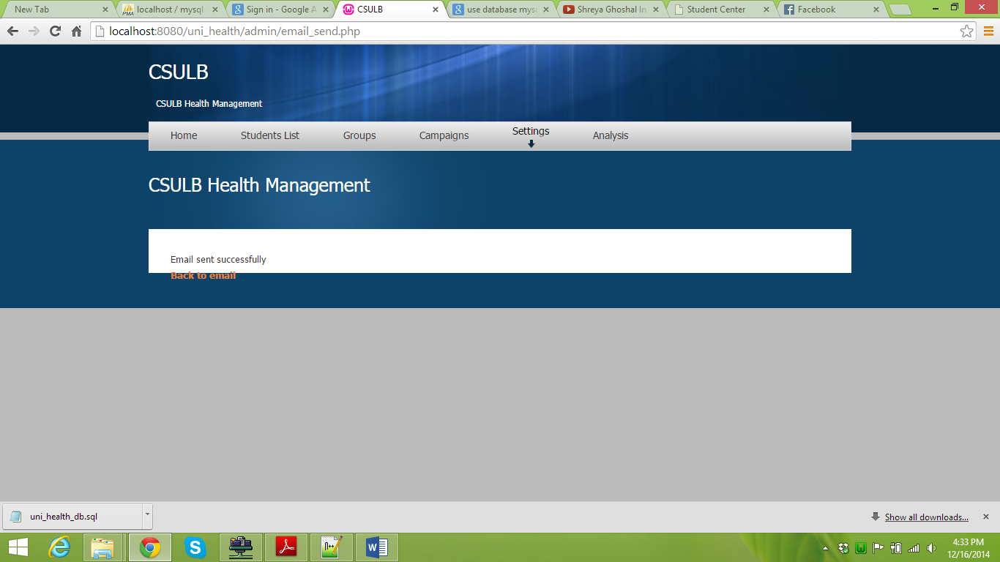 New Tab
localhost / mysql
Sign in - Google A
CSULB
use database mysq
Shreya Ghoshal In
Student Center
Facebook
localhost:8080/uni_health/admin/email_send.php
CSULB
CSULB Health Management
Home Students List Groups Campaigns Settings Analysis
CSULB Health Management
Email sent successfully
Back to email
uni_health_db.sql
Show all downloads...
4:33 PM
12/16/2014